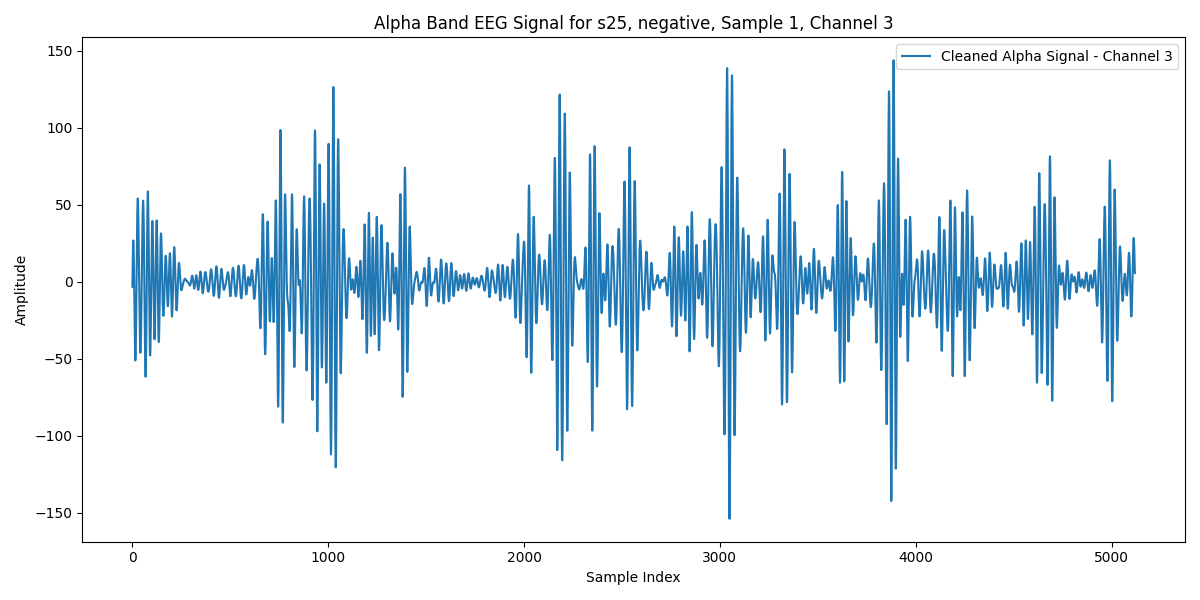 Alpha Band EEG Signal for s25, negative, Sample 1, Channel 3
Cleaned Alpha Signal - Channel 3
Amplitude
150
100
50
0
−50
−100
−150
0 1000 2000 3000 4000 5000
Sample Index